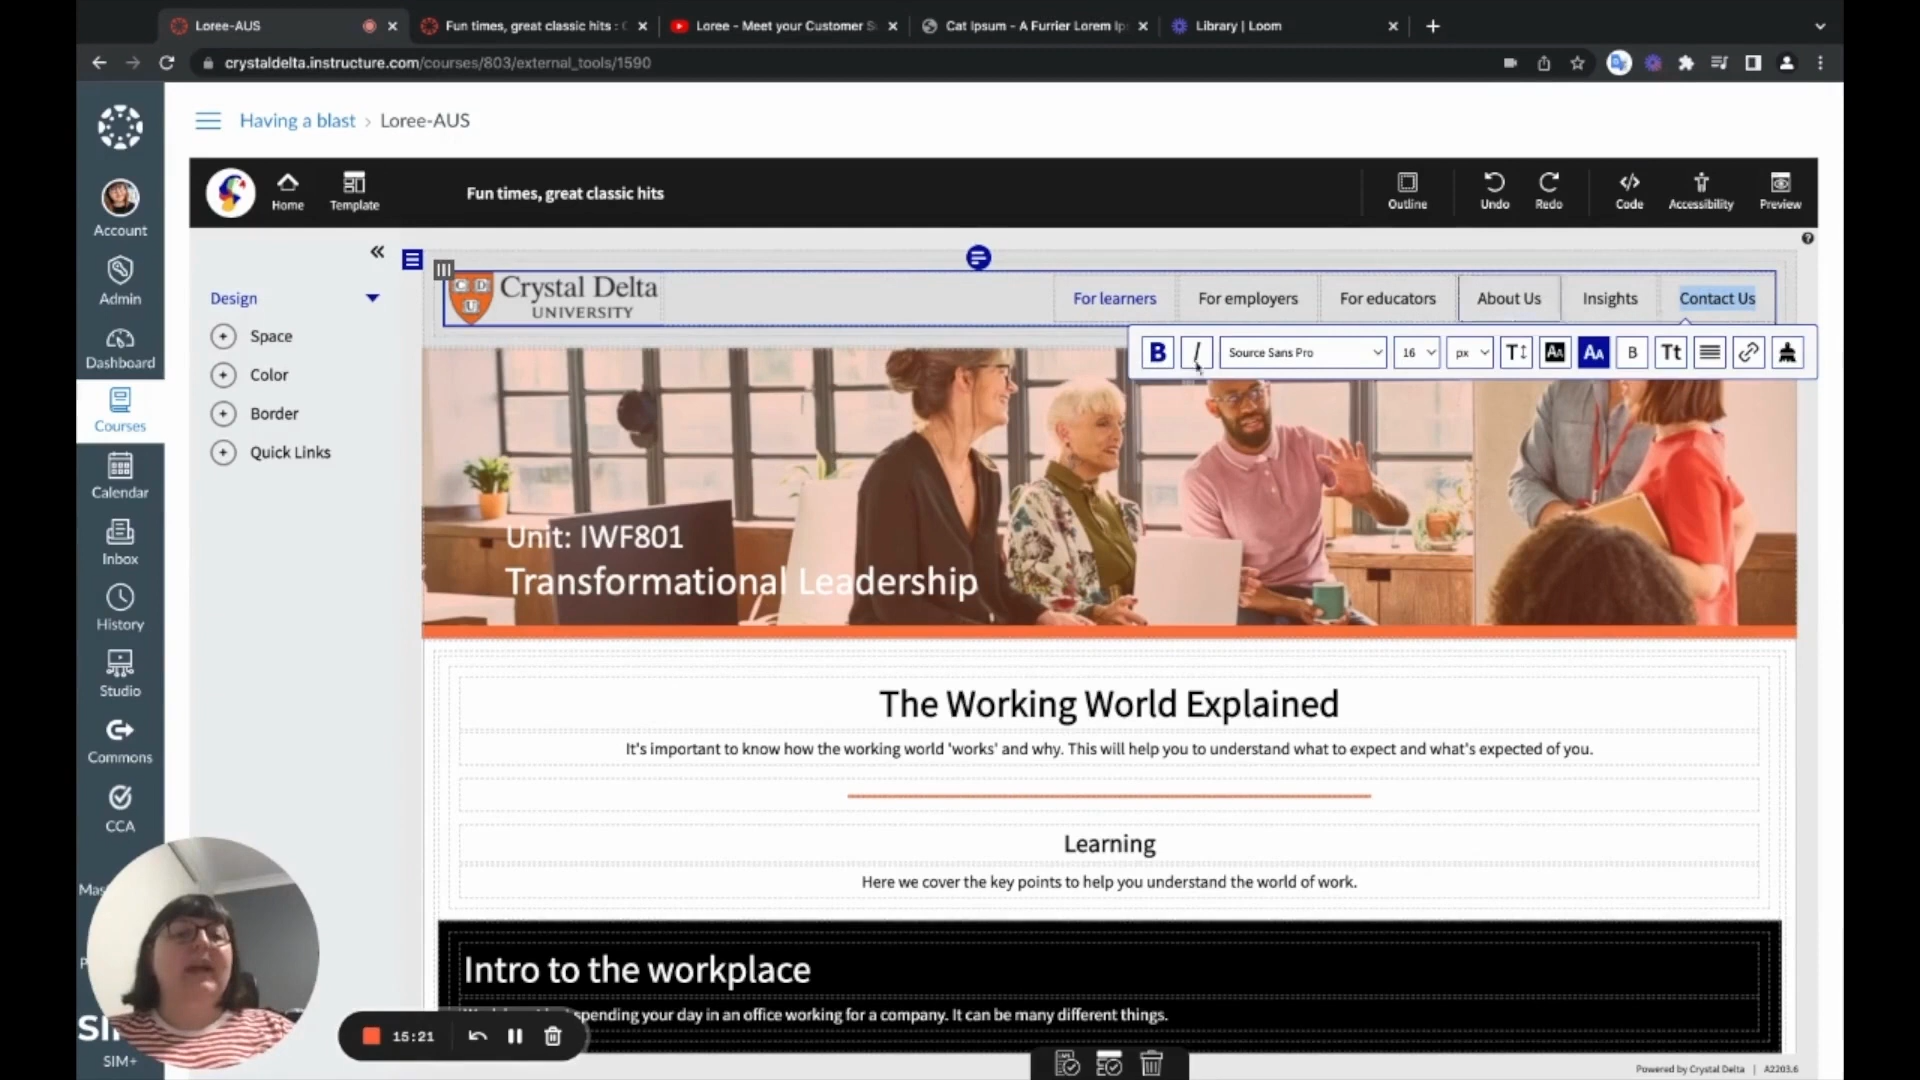 Loree-AUS
Fun times, great classic hits :
Loree - Meet your Customer S
Cat Ipsum - A Furrier Lorem Ip
Library | Loom
crystaldelta.instructure.com/courses/803/external_tools/1590
Having a blast › Loree-AUS
Account
Admin
Dashboard
Courses
Calendar
Inbox
History
Studio
Commons
CCA
SIM+
Home
Template
Fun times, great classic hits
Outline
Undo
Redo
Code
Accessibility
Preview
Design
Space
Color
Border
Quick Links
C D U
Crystal Delta
UNIVERSITY
For learners
For employers
For educators
About Us
Insights
Contact Us
B I Source Sans Pro 16 px T AA AA B Tt
Unit: IWF801
Transformational Leadership
The Working World Explained
It's important to know how the working world 'works' and why. This will help you to understand what to expect and what's expected of you.
Learning
Here we cover the key points to help you understand the world of work.
Intro to the workplace
spending your day in an office working for a company. It can be many different things.
15:21
Powered by Crystal Delta | A2203.6